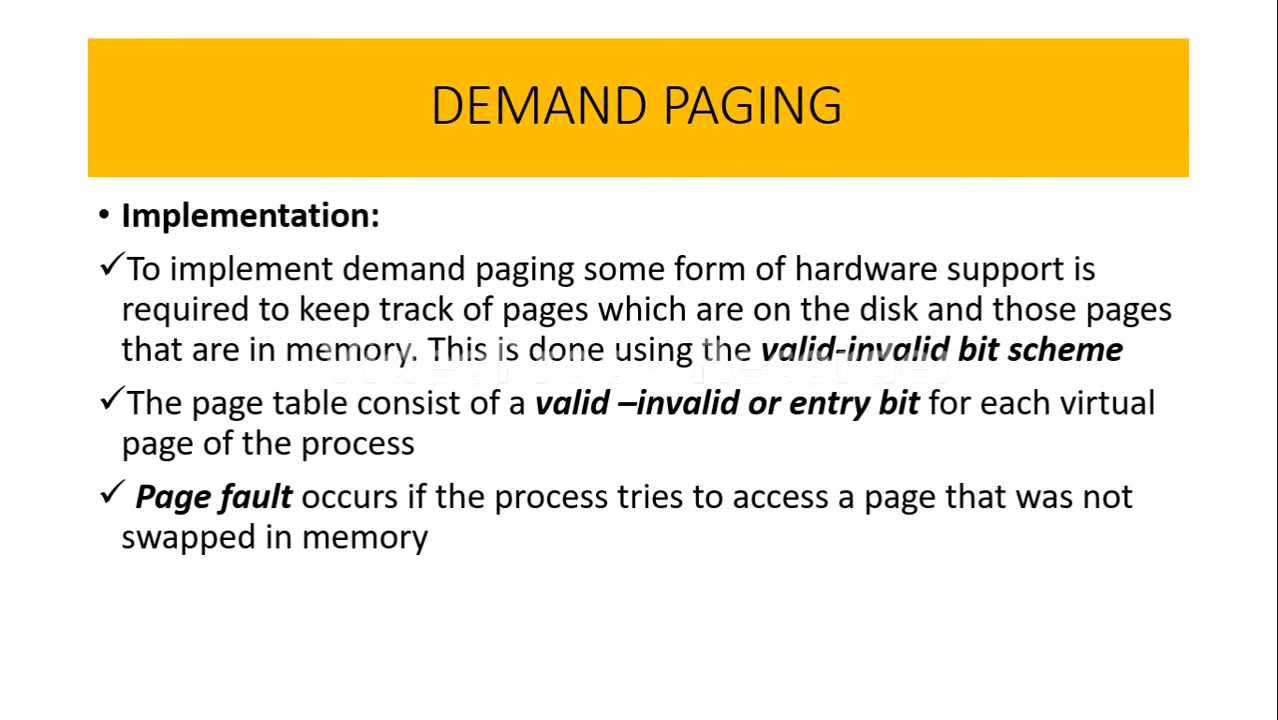 DEMAND PAGING
• Implementation:
✓To implement demand paging some form of hardware support is
required to keep track of pages which are on the disk and those pages
that are in memory. This is done using the valid-invalid bit scheme
✓The page table consist of a valid –invalid or entry bit for each virtual
page of the process
✓ Page fault occurs if the process tries to access a page that was not
swapped in memory